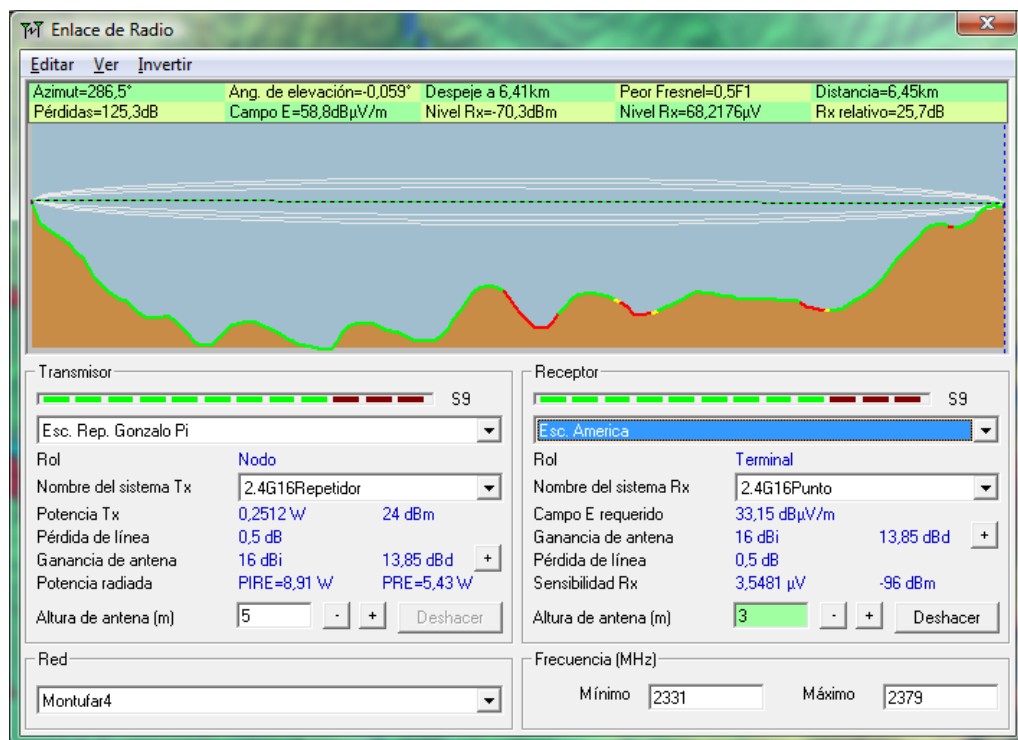 Enlace de Radio
Editar Ver Invertir
Azimut=286,5° Ang. de elevación=-0,059° Despeje a 6,41km Peor Fresnel=0,5F1 Distancia=6,45km
Pérdidas=125,3dB Campo E=58,8dBµV/m Nivel Rx=-70,3dBm Nivel Rx=68,2176µV Rx relativo=25,7dB
Transmisor
S9
Esc. Rep. Gonzalo Pi
Rol Nodo
Nombre del sistema Tx 2.4G16Repetidor
Potencia Tx 0,2512 W 24 dBm
Pérdida de línea 0,5 dB
Ganancia de antena 16 dBi 13,85 dBd +
Potencia radiada PIRE=8,91 W PRE=5,43 W
Altura de antena (m) 5 - + Deshacer
Receptor
S9
Esc. America
Rol Terminal
Nombre del sistema Rx 2.4G16Punto
Campo E requerido 33,15 dBµV/m
Ganancia de antena 16 dBi 13,85 dBd +
Pérdida de línea 0,5 dB
Sensibilidad Rx 3,5481 µV -96 dBm
Altura de antena (m) 3 - + Deshacer
Red
Montufar4
Frecuencia (MHz)
Mínimo 2331 Máximo 2379